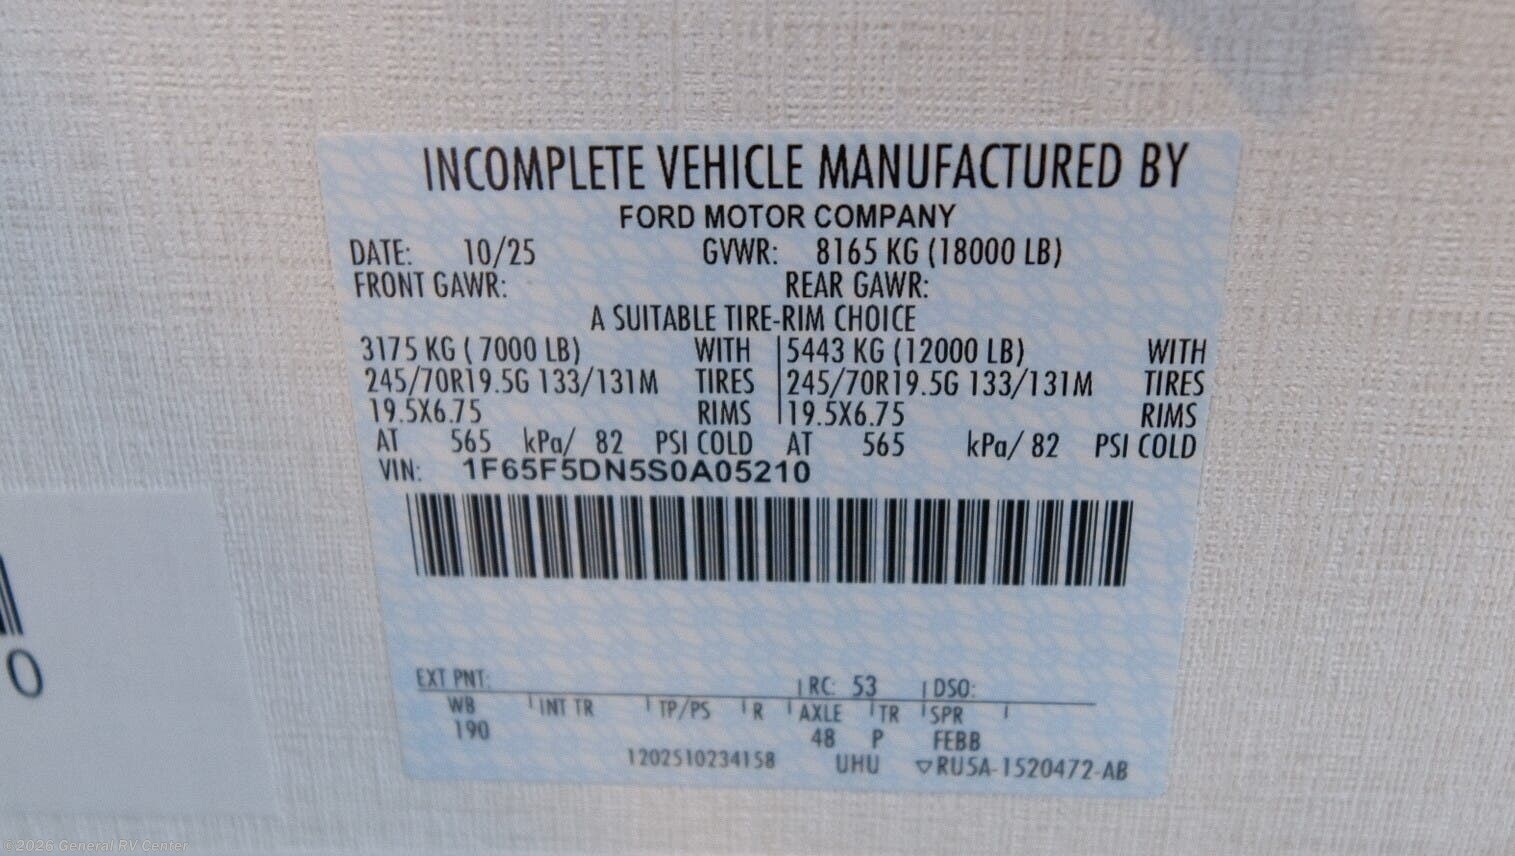 INCOMPLETE VEHICLE MANUFACTURED BY
FORD MOTOR COMPANY
DATE: 10/25 GVWR: 8165 KG (18000 LB)
FRONT GAWR: REAR GAWR:
A SUITABLE TIRE-RIM CHOICE
3175 KG ( 7000 LB) WITH 5443 KG (12000 LB) WITH
245/70R19.5G 133/131M TIRES 245/70R19.5G 133/131M TIRES
19.5X6.75 RIMS 19.5X6.75 RIMS
AT 565 kPa/ 82 PSI COLD AT 565 kPa/ 82 PSI COLD
VIN: 1F65F5DN5S0A05210
0
EXT PNT: RC: 53 DSO:
WB INT TR TP/PS R AXLE TR SPR
190 48 P FEBB
1202510234158 UHU ▽RU5A-1520472-AB
©2026 General RV Center